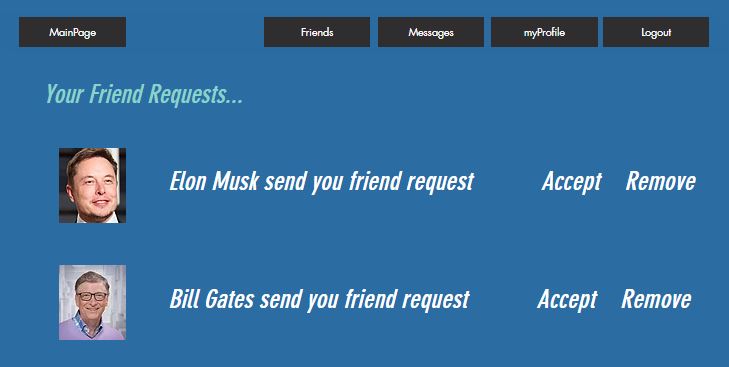 MainPage Friends Messages myProfile Logout
Your Friend Requests...
Elon Musk send you friend request Accept Remove
Bill Gates send you friend request Accept Remove